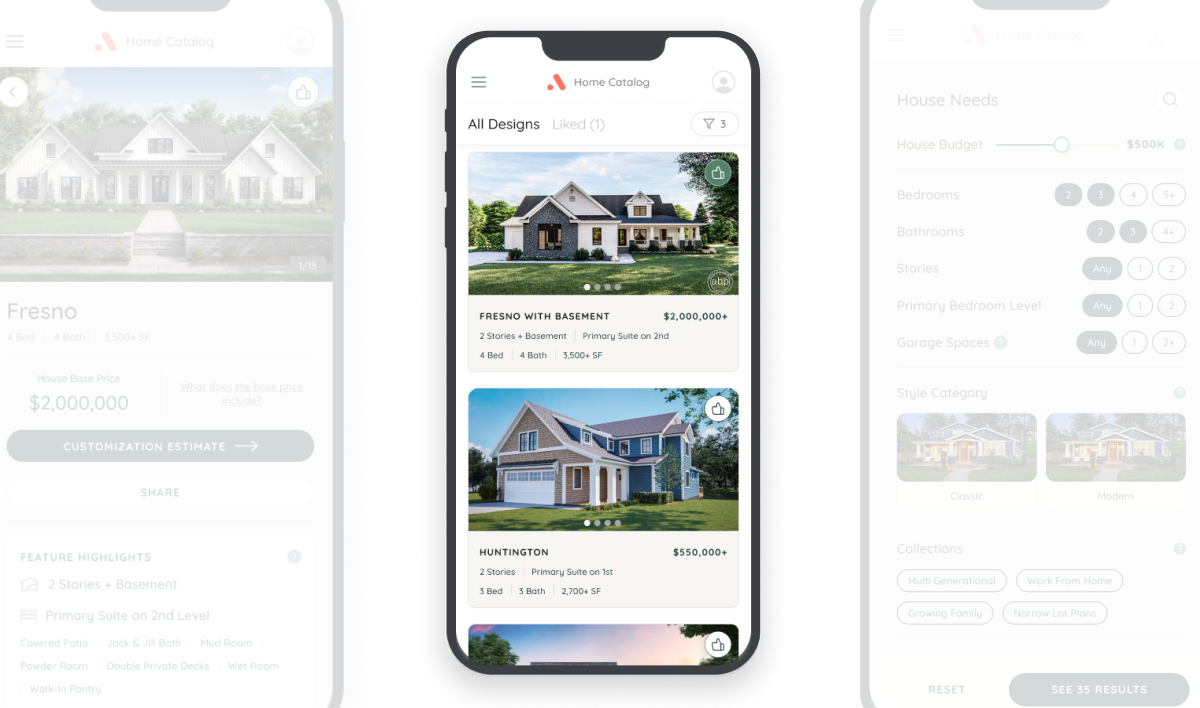 Home Catalog
1/15
Fresno
4 Bed
4 Bath
3,500+ SF
House Base Price
$2,000,000
What does the base price
include?
CUSTOMIZATION ESTIMATE
SHARE
FEATURE HIGHLIGHTS
?
2 Stories + Basement
Primary Suite on 2nd Level
Covered Patio
Jack & Jill Bath
Mud Room
Powder Room
Double Private Decks
Wet Room
Walk-In Pantry
Home Catalog
All Designs
Liked (1)
3
abp
FRESNO WITH BASEMENT
$2,000,000+
2 Stories + Basement
Primary Suite on 2nd
4 Bed
4 Bath
3,500+ SF
HUNTINGTON
$550,000+
2 Stories
Primary Suite on 1st
3 Bed
3 Bath
2,700+ SF
Home Catalog
House Needs
House Budget
$500K
?
Bedrooms
2
3
4
5+
Bathrooms
2
3
4+
Stories
Any
1
2
Primary Bedroom Level
Any
1
2
Garage Spaces
?
Any
1
2+
Style Category
?
Classic
Modern
Collections
?
Multi Generational
Work From Home
Growing Family
Narrow Lot Plans
RESET
SEE 35 RESULTS